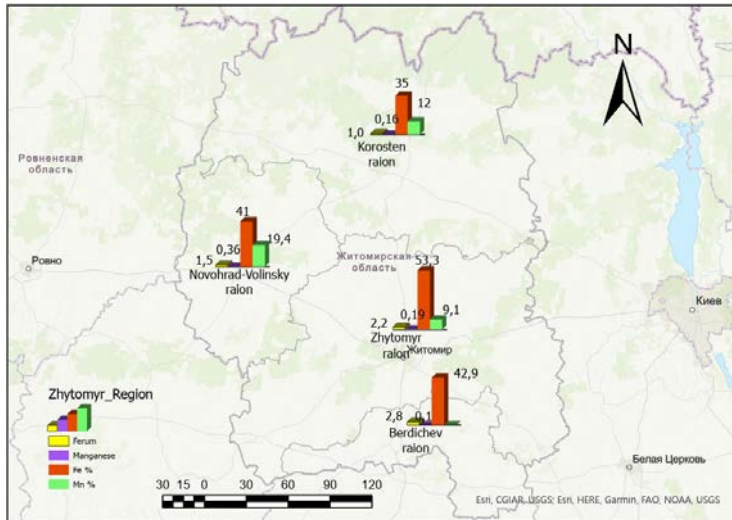 N
35
0,16
12
1,0
Korosten
raion
Ровненская
область
41
0,36
19,4
1,5
Novohrad-Volinsky
raion
Ровно
Житомирская
область
53,3
0,19
9,1
2,2
Zhytomyr
raion
Житомир
Киев
42,9
2,8
0,1
Berdichev
raion
Zhytomyr_Region
Ferum
Manganese
Fe %
Mn %
Белая Церковь
30 15 0 30 60 90 120
Esri, CGIAR, USGS; Esri, HERE, Garmin, FAO, NOAA, USGS